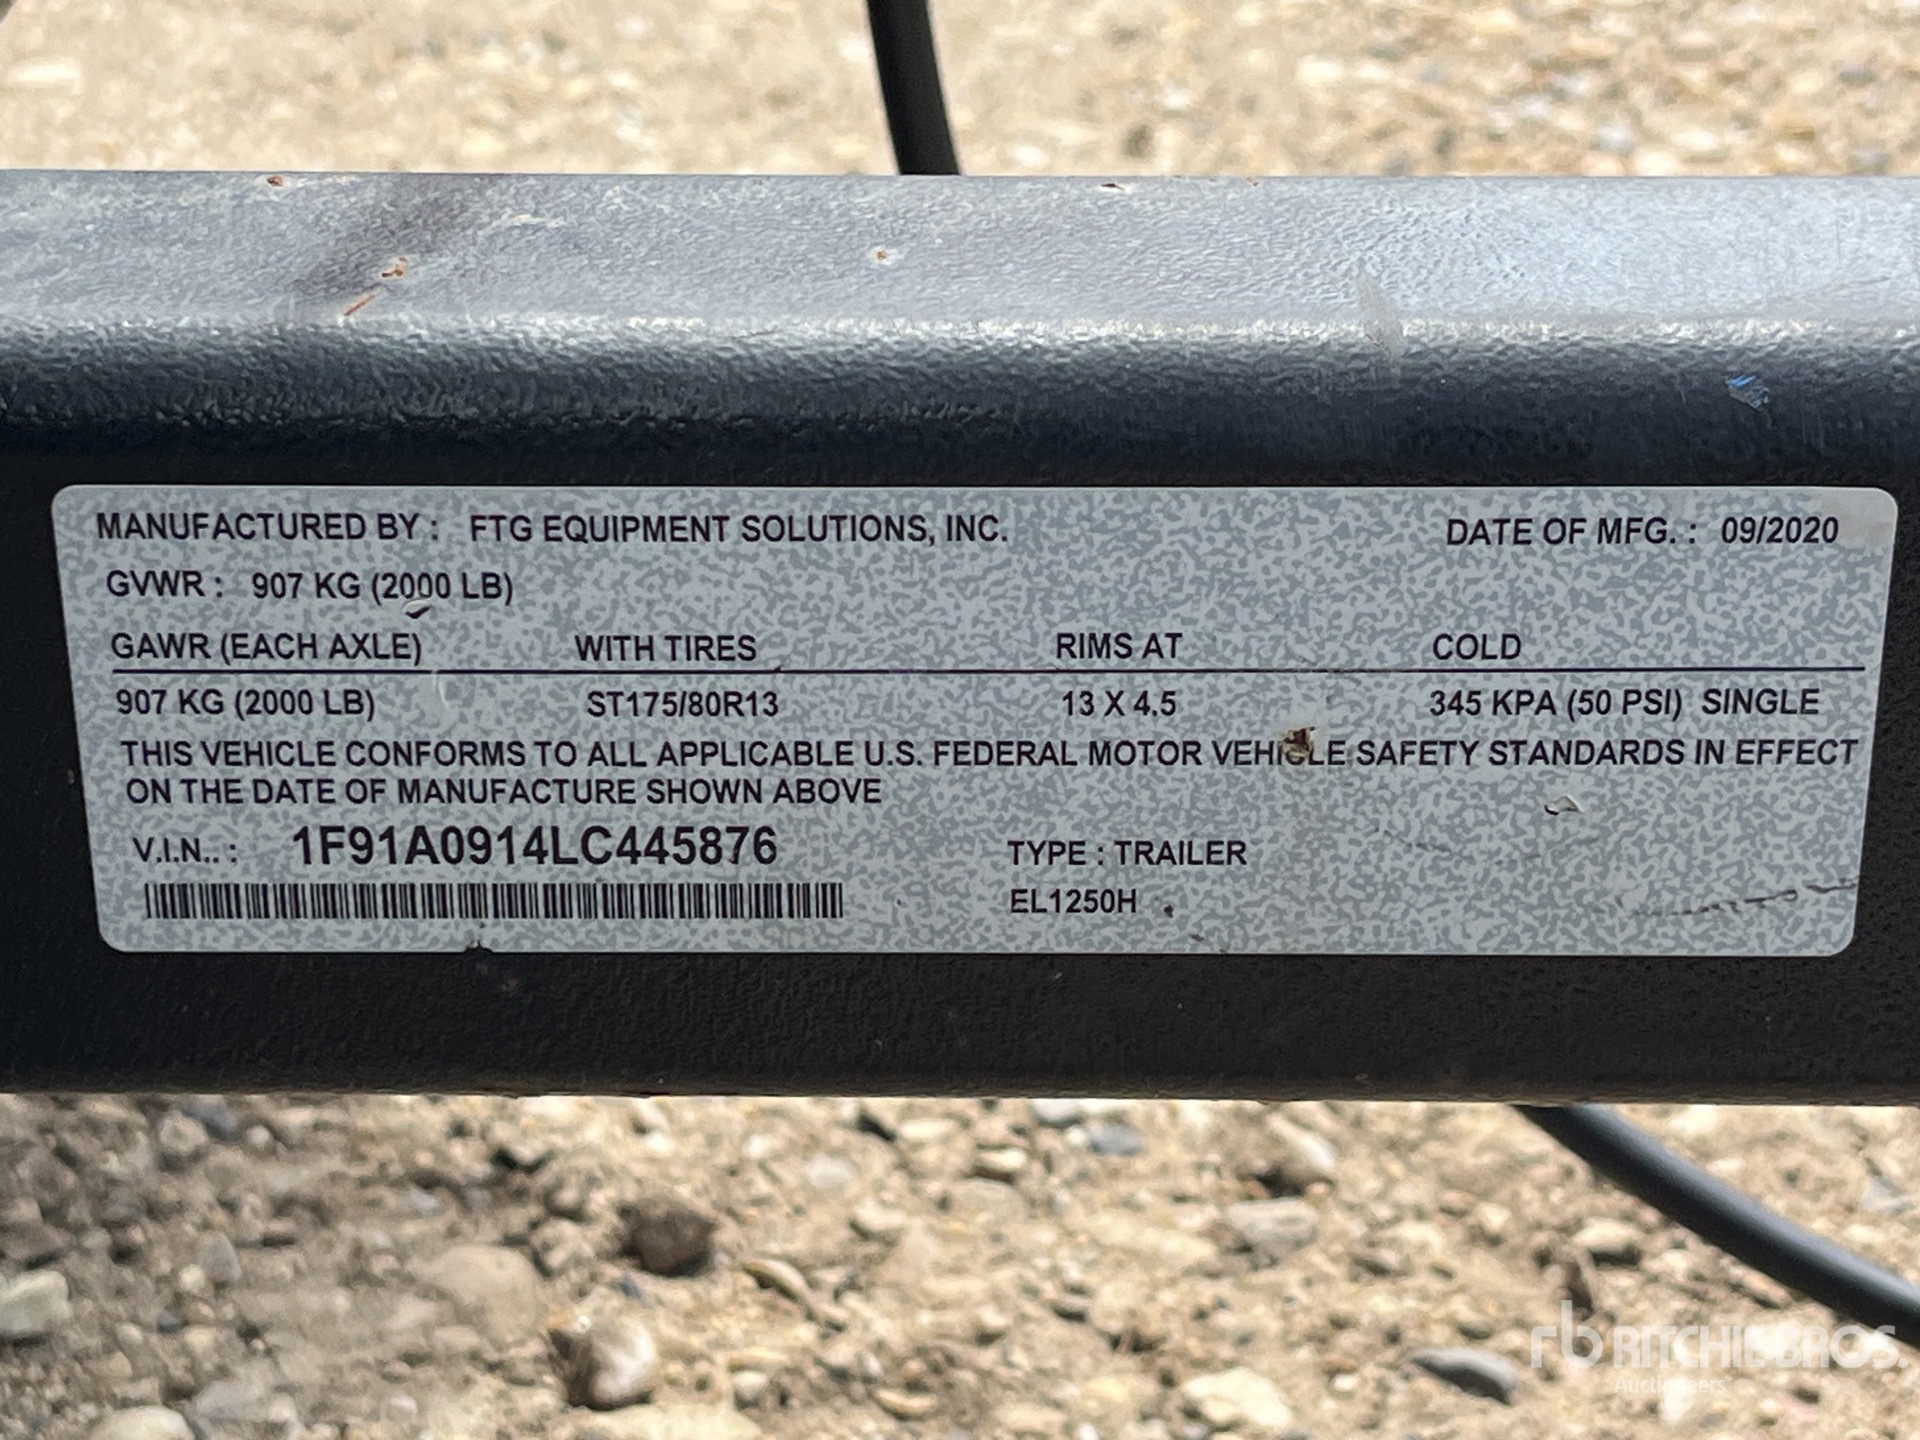 MANUFACTURED BY : FTG EQUIPMENT SOLUTIONS, INC. DATE OF MFG. : 09/2020
GVWR : 907 KG (2000 LB)
GAWR (EACH AXLE) WITH TIRES RIMS AT COLD
907 KG (2000 LB) ST175/80R13 13 X 4.5 345 KPA (50 PSI) SINGLE
THIS VEHICLE CONFORMS TO ALL APPLICABLE U.S. FEDERAL MOTOR VEHICLE SAFETY STANDARDS IN EFFECT
ON THE DATE OF MANUFACTURE SHOWN ABOVE
V.I.N.. : 1F91A0914LC445876 TYPE : TRAILER
EL1250H
rb RITCHIE BROS.
Auctioneers